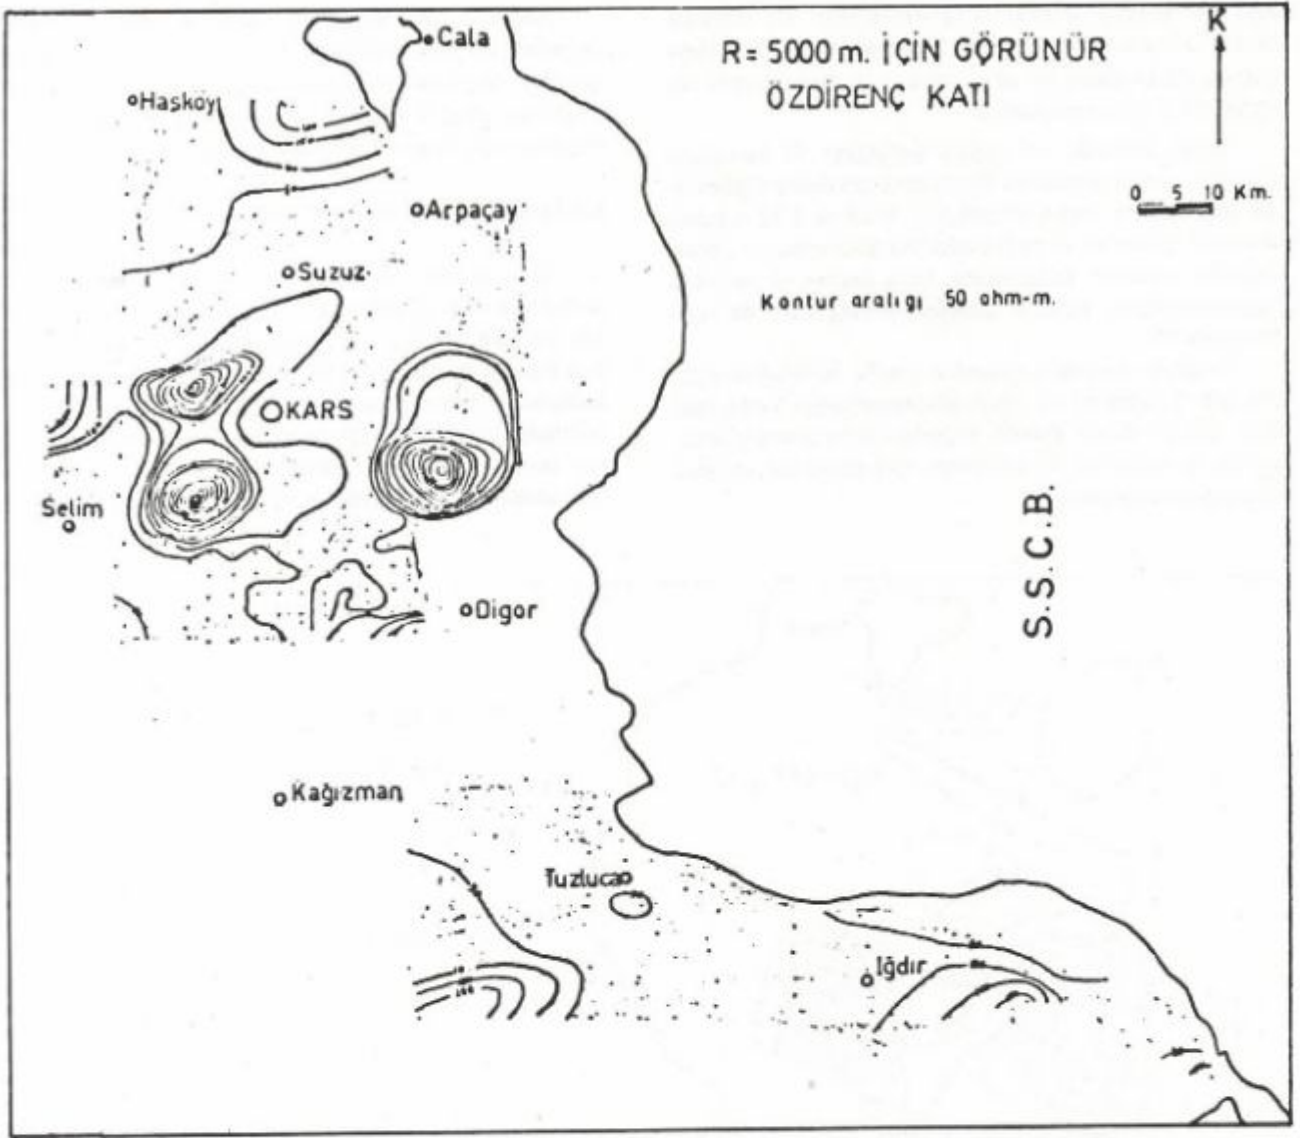 K
Cala
R = 5000 m. İÇİN GÖRÜNÜR
ÖZDİRENÇ KATI
Hasköy
0 5 10 Km.
Arpaçay
Suzuz
Kontur aralıgı 50 ohm-m.
KARS
Selim
S.S.C.B.
Digor
Kağızman
Tuzluca
Iğdır